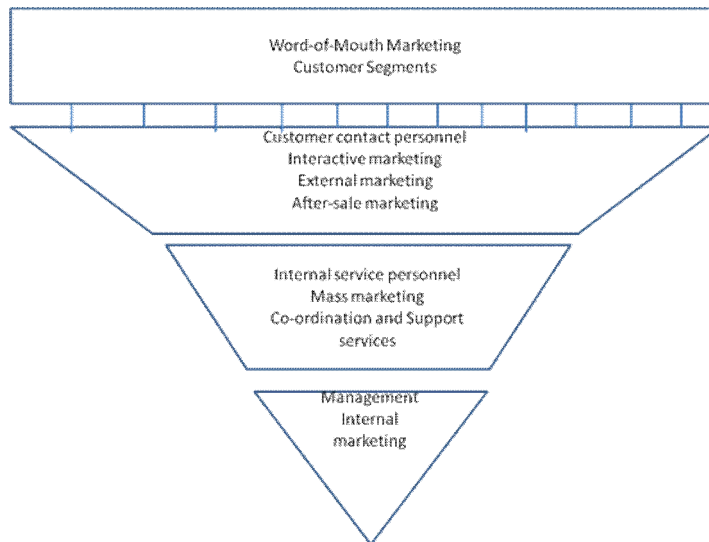 Word-of-Mouth Marketing
Customer Segments
Customer contact personnel
Interactive marketing
External marketing
After-sale marketing
Internal service personnel
Mass marketing
Co-ordination and Support
services
Management
Internal
marketing